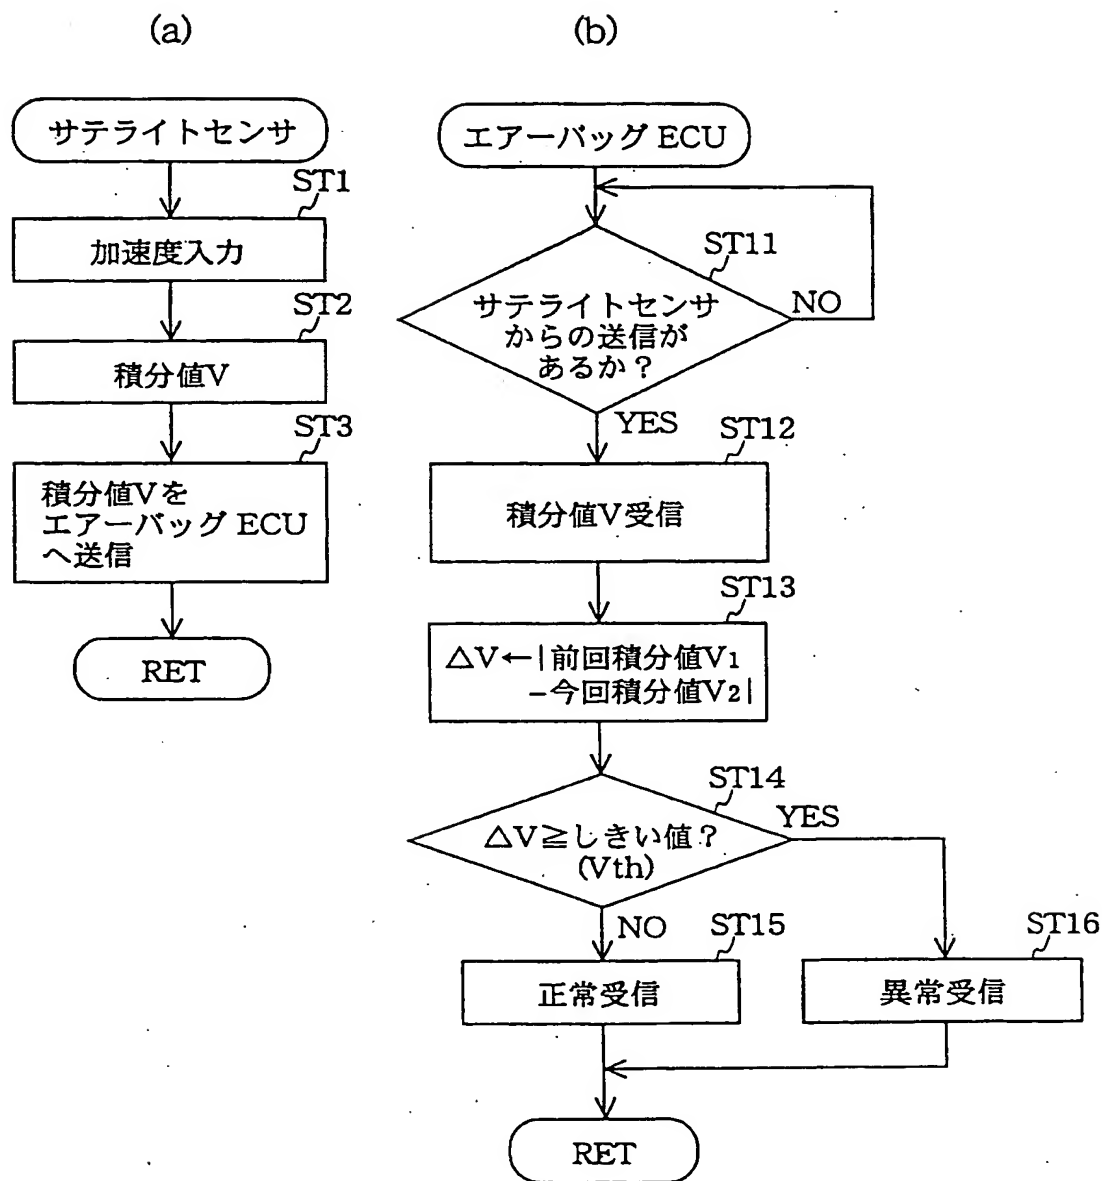 (a)
サテライトセンサ
ST1
加速度入力
ST2
積分値V
ST3
積分値Vを
エアーバッグ ECU
へ送信
RET
(b)
エアーバッグ ECU
ST11
サテライトセンサ
からの送信が
あるか？
NO
YES
ST12
積分値V受信
ST13
△V←|前回積分値V1
−今回積分値V2|
ST14
△V≧しきい値？
(Vth)
YES
NO
ST15
正常受信
ST16
異常受信
RET